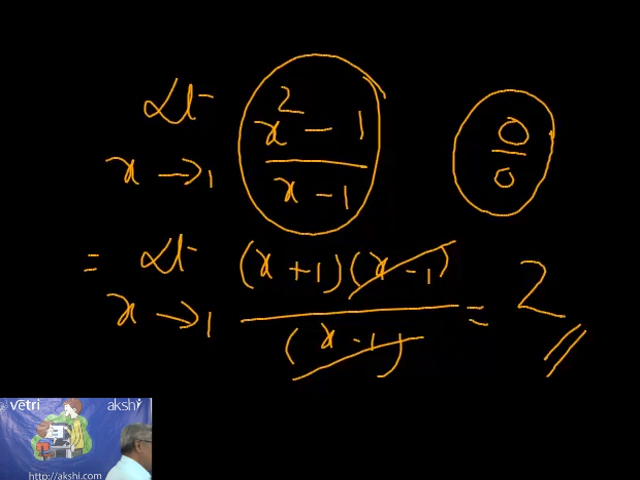 Lt x→1 (x² - 1)/(x - 1) 0/0
= Lt x→1 (x+1)(x-1)/(x-1) = 2
vetri akshi
http://akshi.com